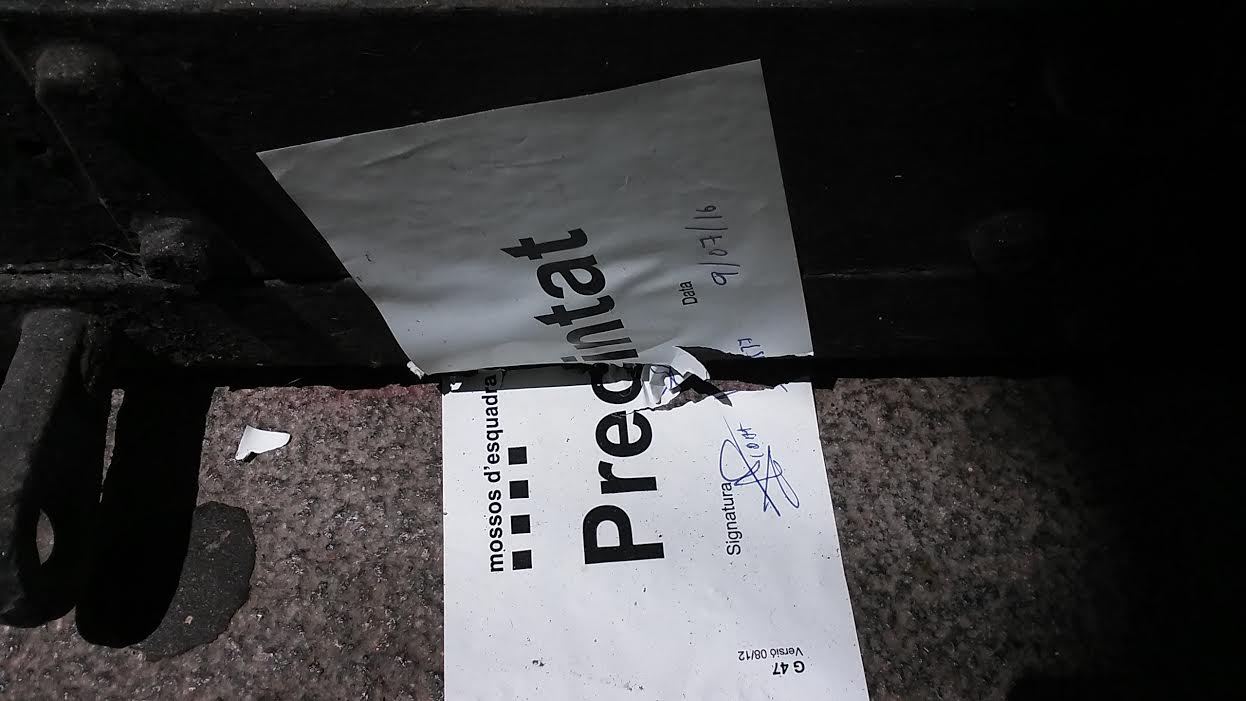 mossos d'esquadra
Precintat
Signatura
Data 9/07/16
G 47
Versió 08/12